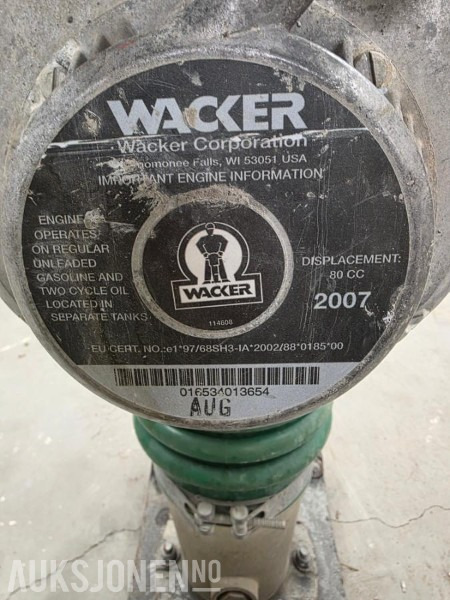 WACKER
Wacker Corporation
Falls, WI 53051 USA
IMPORTANT ENGINE INFORMATION
ENGINE
OPERATES
ON REGULAR
UNLEADED
GASOLINE AND
TWO CYCLE OIL
LOCATED IN
SEPARATE TANKS
WACKER
114608
DISPLACEMENT:
80 CC
2007
EU CERT. NO.:e1*97/68SH3-IA*2002/88*0185*00
016534013654
AUG
AUKSJONEN.NO